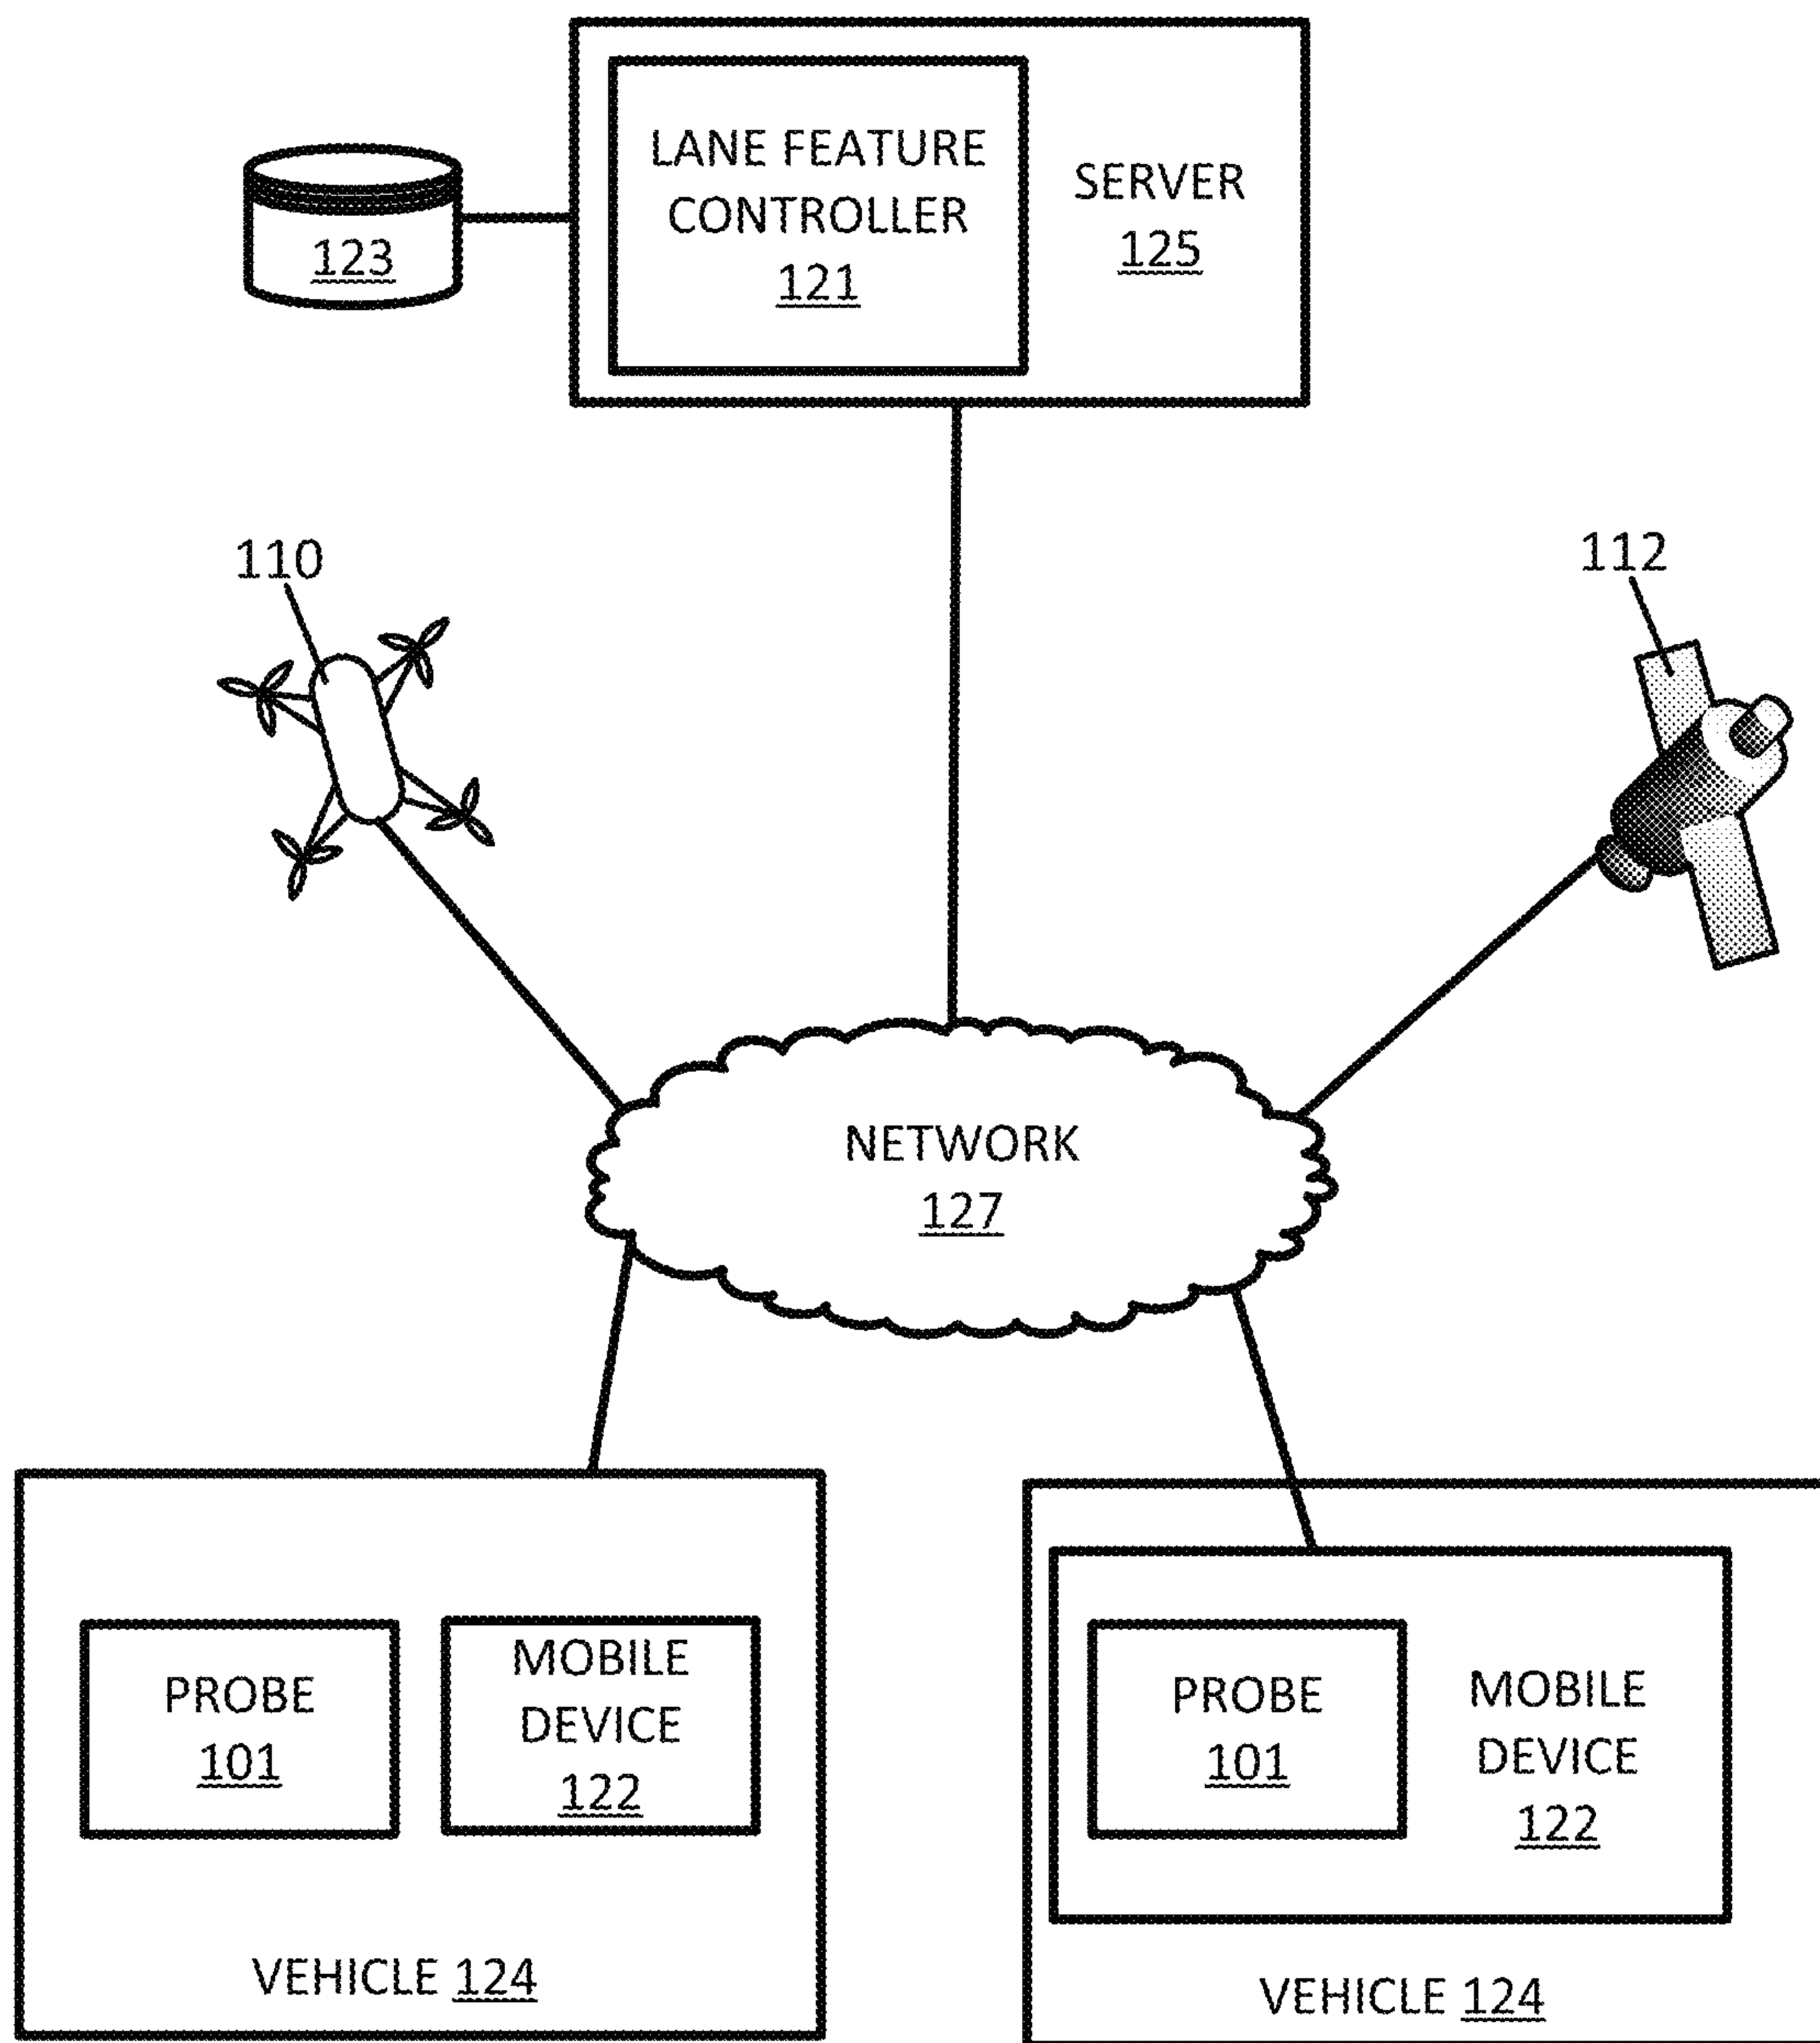 LANE FEATURE
CONTROLLER
121
SERVER
125
123
110
112
NETWORK
127
PROBE
101
MOBILE
DEVICE
122
VEHICLE 124
PROBE
101
MOBILE
DEVICE
122
VEHICLE 124